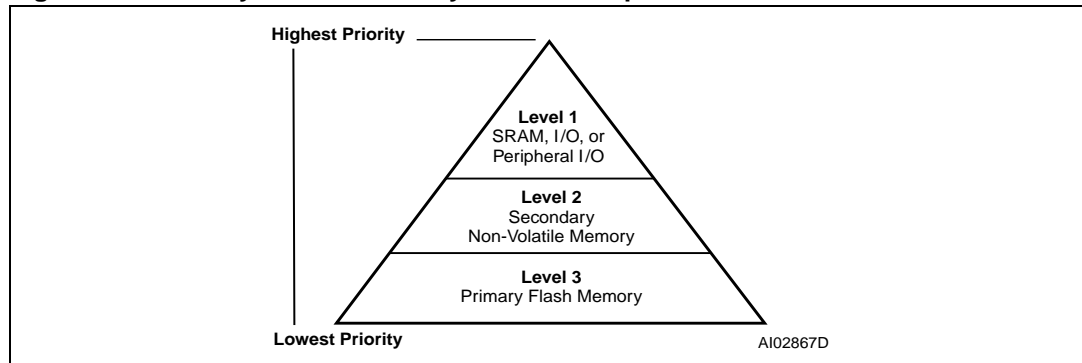 Highest Priority
Level 1
SRAM, I/O, or
Peripheral I/O
Level 2
Secondary
Non-Volatile Memory
Level 3
Primary Flash Memory
Lowest Priority
AI02867D